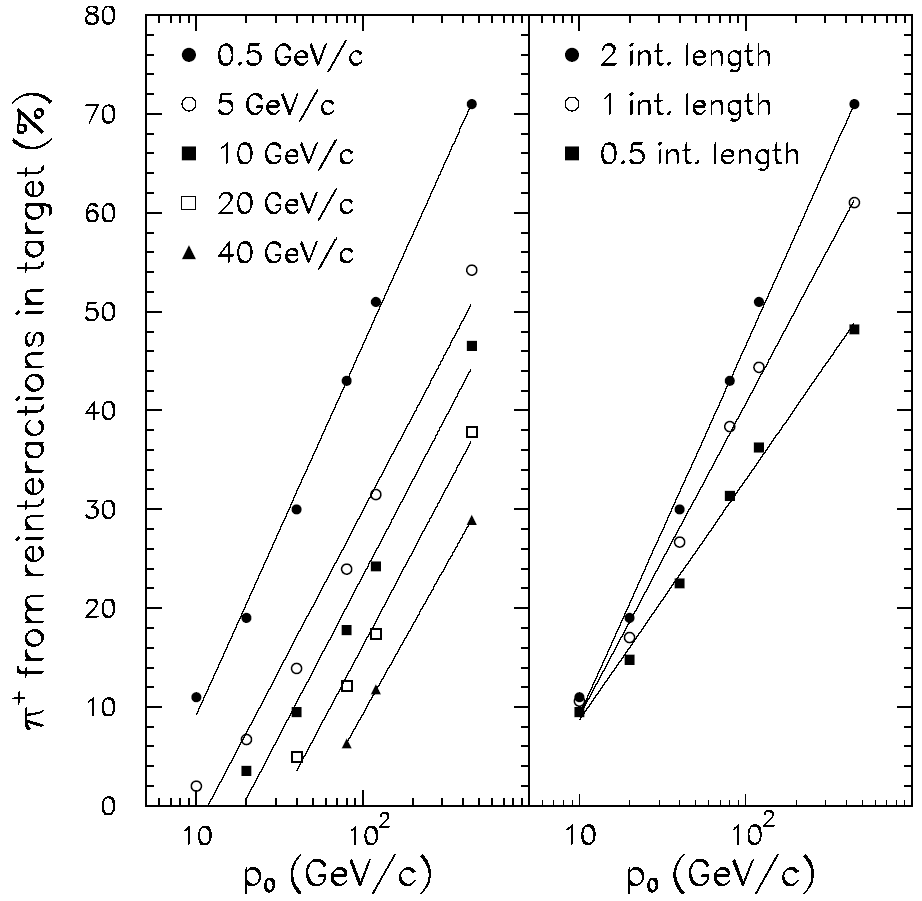 π⁺ from reinteractions in target (%)
80
70
60
50
40
30
20
10
0
0.5 GeV/c
5 GeV/c
10 GeV/c
20 GeV/c
40 GeV/c
10
10²
p₀ (GeV/c)
2 int. length
1 int. length
0.5 int. length
10
10²
p₀ (GeV/c)